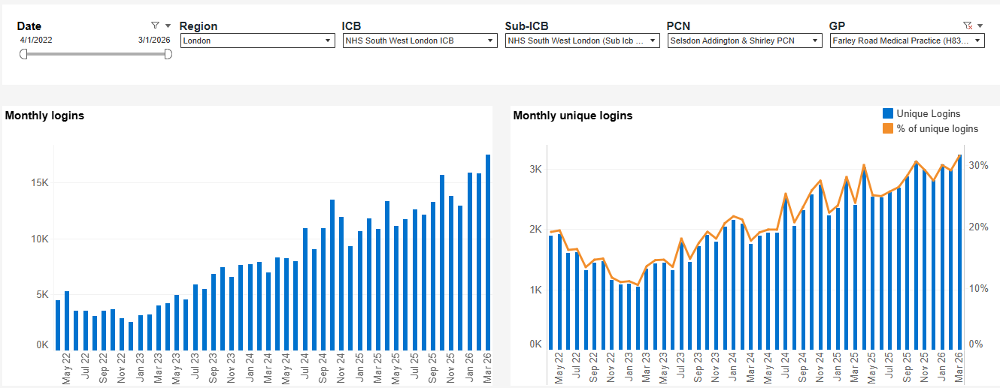 Date Region ICB Sub-ICB PCN GP
4/1/2022 3/1/2026 London NHS South West London ICB NHS South West London (Sub Icb ... Selsdon Addington & Shirley PCN Farley Road Medical Practice (H83...
Monthly logins
15K
10K
5K
0K
May 22 Jul 22 Sep 22 Nov 22 Jan 23 Mar 23 May 23 Jul 23 Sep 23 Nov 23 Jan 24 Mar 24 May 24 Jul 24 Sep 24 Nov 24 Jan 25 Mar 25 May 25 Jul 25 Sep 25 Nov 25 Jan 26 Mar 26
Monthly unique logins
Unique Logins
% of unique logins
3K 30%
2K 20%
1K 10%
0K 0%
May 22 Jul 22 Sep 22 Nov 22 Jan 23 Mar 23 May 23 Jul 23 Sep 23 Nov 23 Jan 24 Mar 24 May 24 Jul 24 Sep 24 Nov 24 Jan 25 Mar 25 May 25 Jul 25 Sep 25 Nov 25 Jan 26 Mar 26